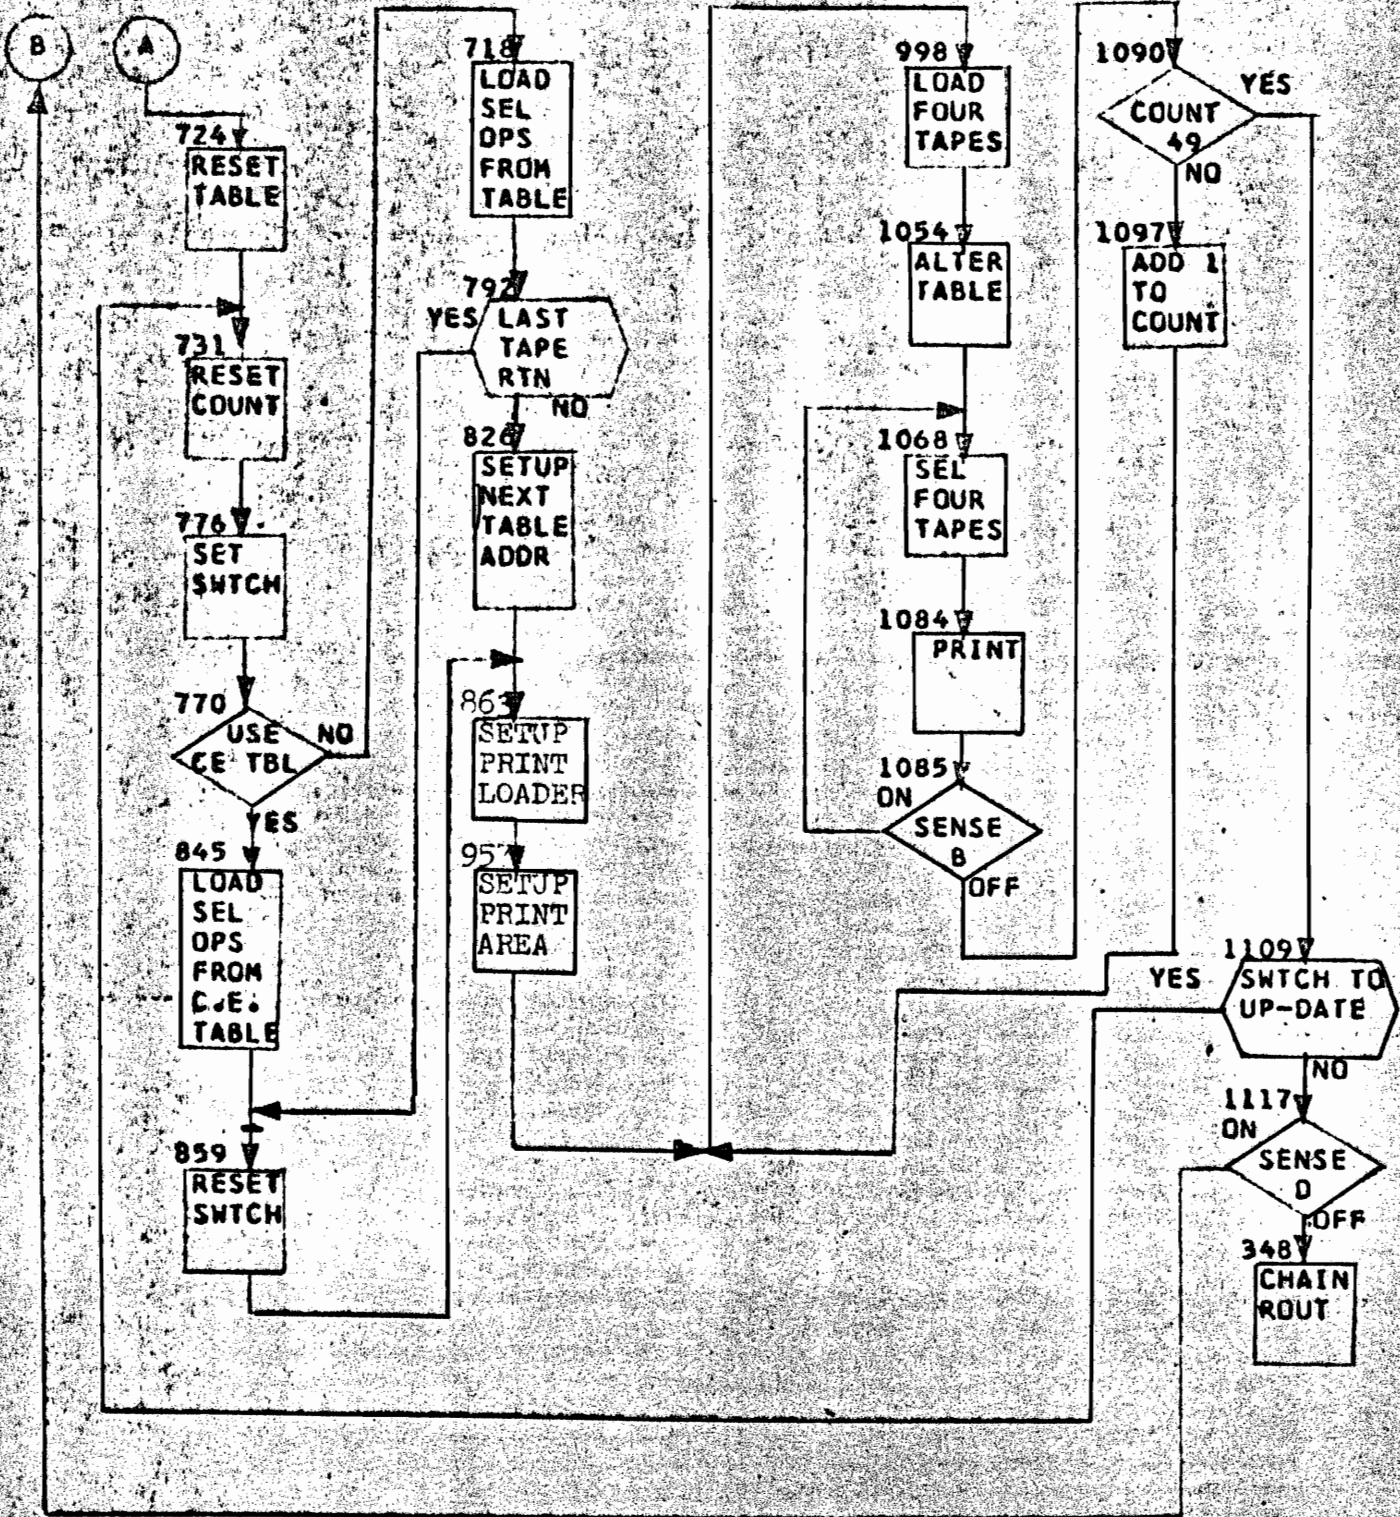 B
A
724
RESET
TABLE
731
RESET
COUNT
776
SET
SWTCH
770
USE
CE TBL
NO
YES
845
LOAD
SEL
OPS
FROM
C.E.
TABLE
859
RESET
SWTCH
718
LOAD
SEL
OPS
FROM
TABLE
792
YES
LAST
TAPE
RTN
NO
826
SETUP
NEXT
TABLE
ADDR
863
SETUP
PRINT
LOADER
957
SETUP
PRINT
AREA
998
LOAD
FOUR
TAPES
1054
ALTER
TABLE
1068
SEL
FOUR
TAPES
1084
PRINT
1085
ON
SENSE
B
OFF
1090
YES
COUNT
49
NO
1097
ADD 1
TO
COUNT
1109
YES
SWTCH TO
UP-DATE
NO
1117
ON
SENSE
D
OFF
348
CHAIN
ROUT